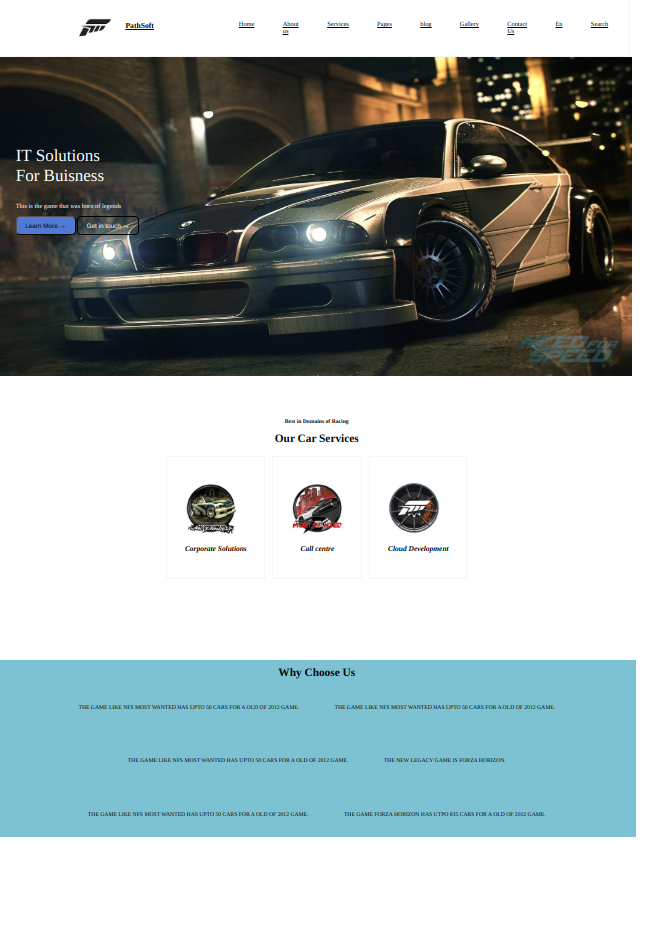 PathSoft
Home
About
us
Services
Pages
blog
Gallery
Contact
Us
En
Search
IT Solutions
For Buisness
This is the game that was born of legends
Learn More →
Get in touch →
NEED FOR
SPEED
Best in Domains of Racing
Our Car Services
MOST WANTED
Corporate Solutions
Call centre
Cloud Development
Why Choose Us
THE GAME LIKE NFS MOST WANTED HAS UPTO 50 CARS FOR A OLD OF 2012 GAME.
THE GAME LIKE NFS MOST WANTED HAS UPTO 50 CARS FOR A OLD OF 2012 GAME.
THE GAME LIKE NFS MOST WANTED HAS UPTO 50 CARS FOR A OLD OF 2012 GAME.
THE NEW LEGACY GAME IS FORZA HORIZON.
THE GAME LIKE NFS MOST WANTED HAS UPTO 50 CARS FOR A OLD OF 2012 GAME.
THE GAME FORZA HORIZON HAS UTPO 835 CARS FOR A OLD OF 2012 GAME.